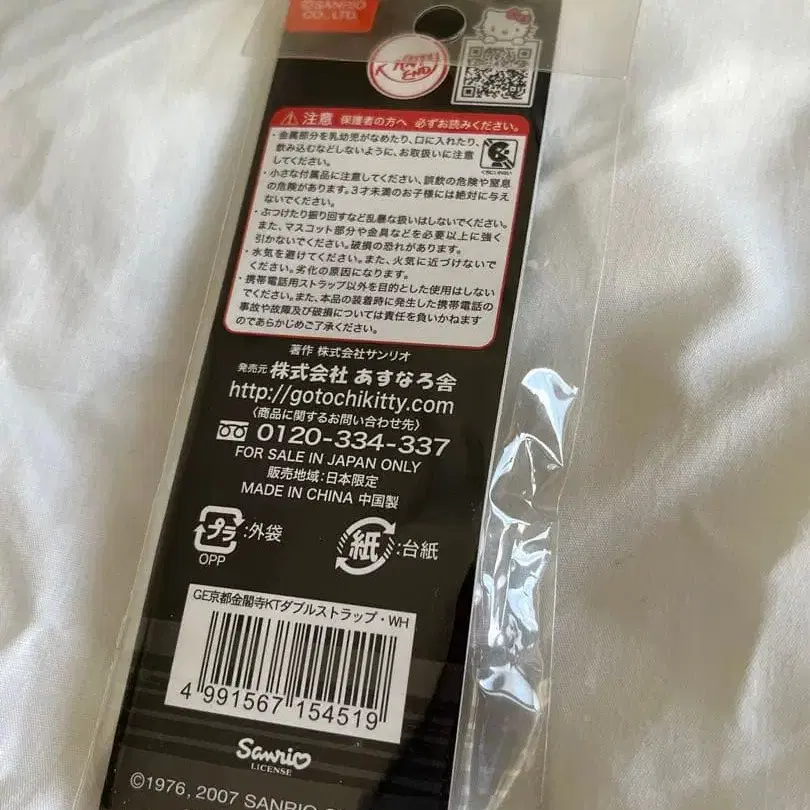 ©SANRIO
CO., LTD.
END
注意 保護者の方へ 必ずお読みください。
・金属部分を乳幼児がなめたり、口に入れたり、
飲み込むなどしないように、お取扱いに注意
してください。
・小さな付属品に注意してください、誤飲の危険や窒息
の危険があります。3才未満のお子様には絶対に与え
ないでください。
・ぶつけたり振り回すなど乱暴な扱いはしないでください。
また、マスコット部分や金具などを必要以上に強く
引かないでください。破損の恐れがあります。
・水気を避けてください。また、火気に近づけないで
ください。劣化の原因になります。
・携帯電話用ストラップ以外を目的とした使用はしない
でください。また、本品の装着時に発生した携帯電話の
事故や故障及び破損については責任を負いかねます
のであらかじめご了承ください。
著作 株式会社サンリオ
発売元 株式会社 あすなろ舎
http://gotochikitty.com
〈商品に関するお問い合わせ先〉
0120-334-337
FOR SALE IN JAPAN ONLY
販売地域:日本限定
MADE IN CHINA 中国製
プラ :外袋
OPP
紙 :台紙
GE京都金閣寺KTダブルストラップ・WH
4 991567 154519
Sanrio
LICENSE
©1976, 2007 SANRIO